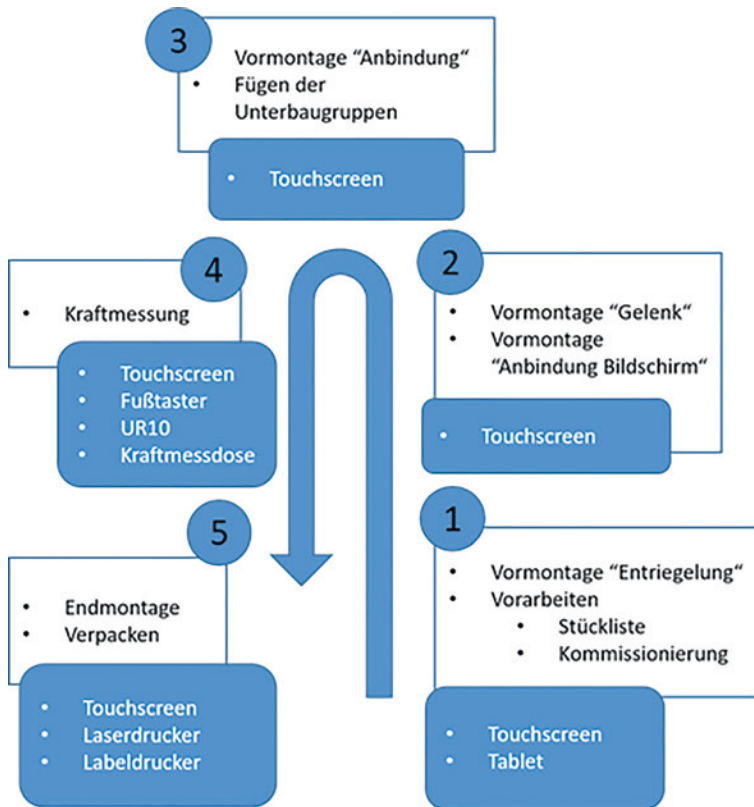 3
Vormontage “Anbindung“
• Fügen der
Unterbaugruppen
• Touchscreen
4
• Kraftmessung
• Touchscreen
• Fußtaster
• UR10
• Kraftmessdose
2
• Vormontage “Gelenk“
• Vormontage
“Anbindung Bildschirm“
• Touchscreen
5
• Endmontage
• Verpacken
• Touchscreen
• Laserdrucker
• Labeldrucker
1
• Vormontage “Entriegelung“
• Vorarbeiten
• Stückliste
• Kommissionierung
• Touchscreen
• Tablet